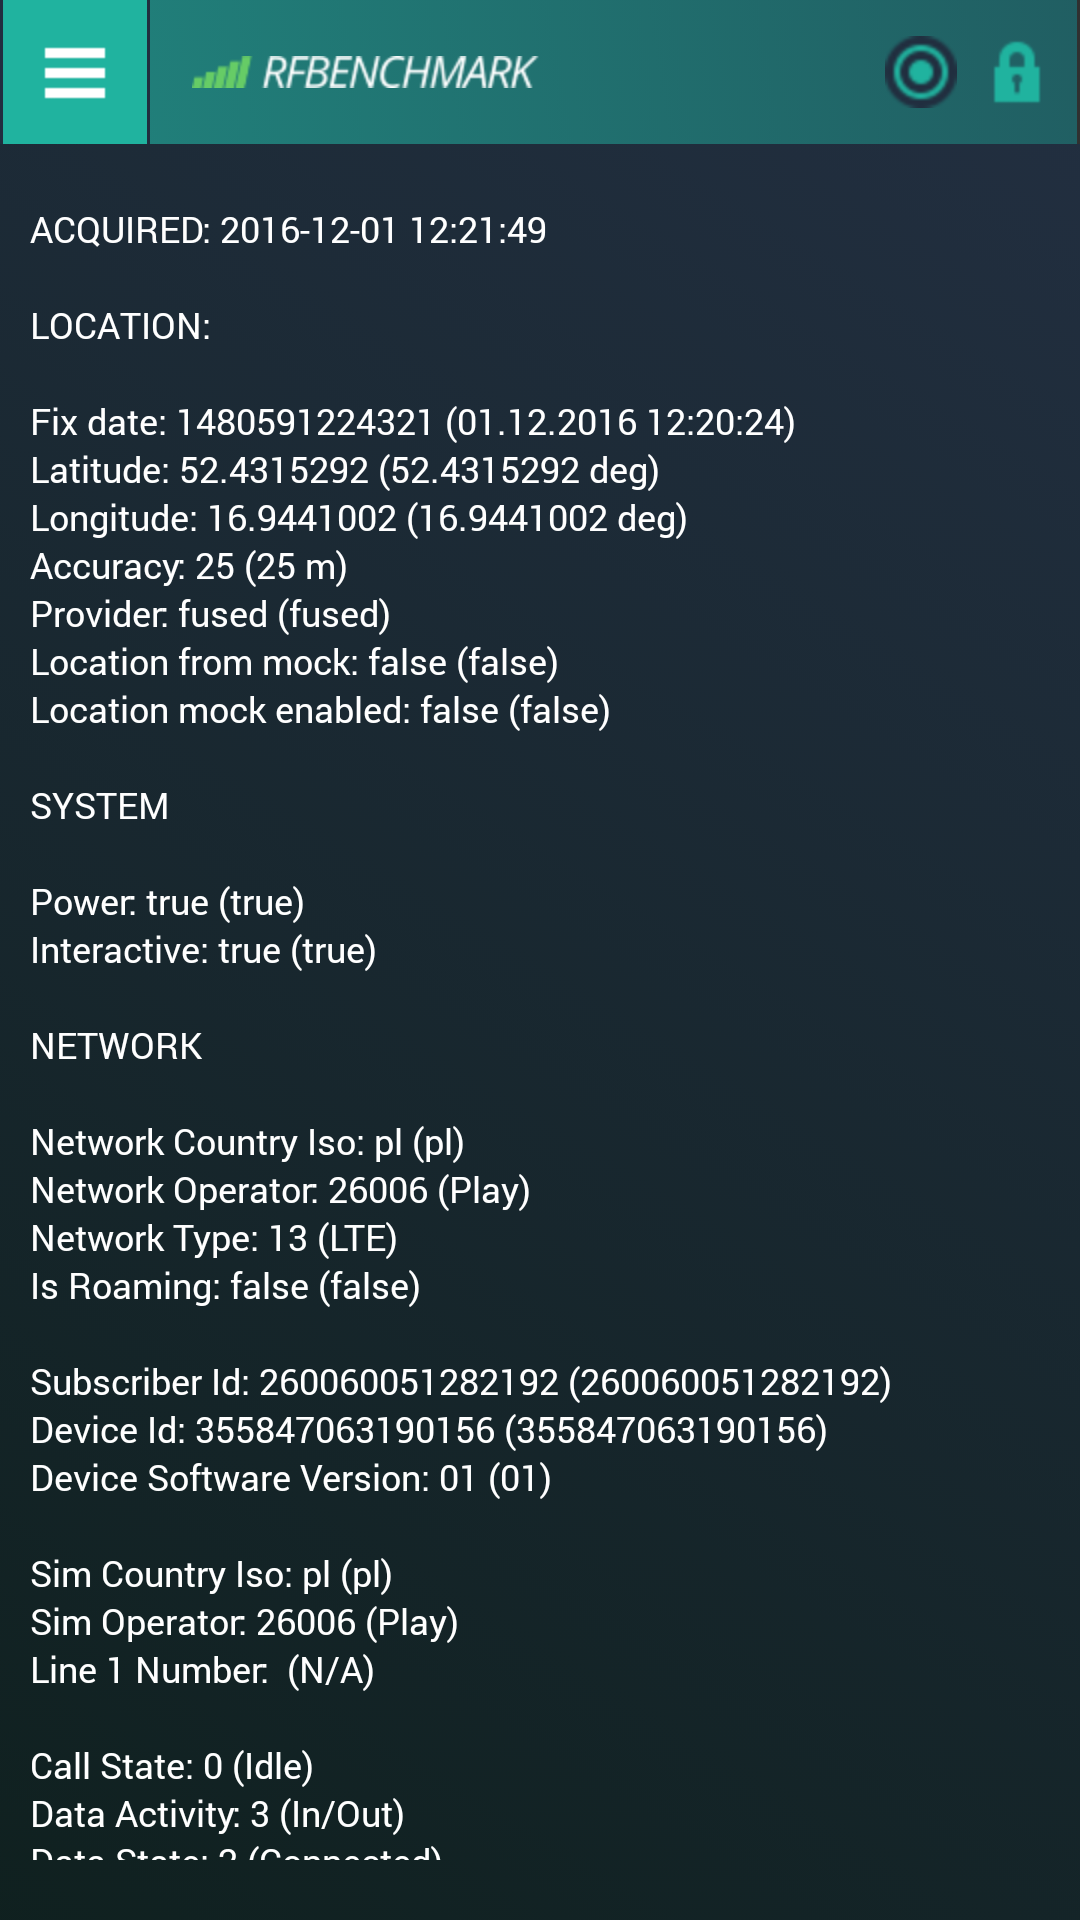 RFBENCHMARK
ACQUIRED: 2016-12-01 12:21:49
LOCATION:
Fix date: 1480591224321 (01.12.2016 12:20:24)
Latitude: 52.4315292 (52.4315292 deg)
Longitude: 16.9441002 (16.9441002 deg)
Accuracy: 25 (25 m)
Provider: fused (fused)
Location from mock: false (false)
Location mock enabled: false (false)
SYSTEM
Power: true (true)
Interactive: true (true)
NETWORK
Network Country Iso: pl (pl)
Network Operator: 26006 (Play)
Network Type: 13 (LTE)
Is Roaming: false (false)
Subscriber Id: 260060051282192 (260060051282192)
Device Id: 355847063190156 (355847063190156)
Device Software Version: 01 (01)
Sim Country Iso: pl (pl)
Sim Operator: 26006 (Play)
Line 1 Number:  (N/A)
Call State: 0 (Idle)
Data Activity: 3 (In/Out)
Data State: 2 (Connected)